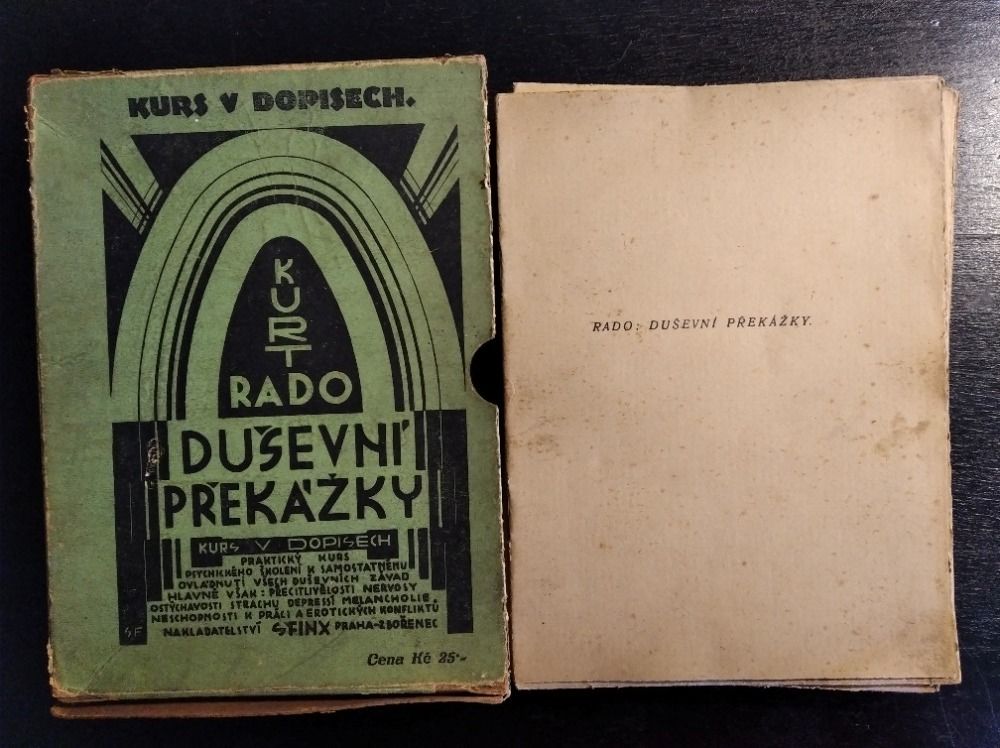 KURS V DOPISECH.
KURT
RADO
DUŠEVNÍ
PŘEKÁŽKY
KURS V DOPISECH
PRAKTICKÝ KURS
PSYCHICKÉHO ŠKOLENÍ K SAMOSTATNÉMU
OVLÁDNUTÍ VŠECH DUŠEVNÍCH ZÁVAD
HLAVNĚ VŠAK: PŘECITLIVĚLOSTI NERVOSY
OSTÝCHAVOSTI STRACHU DEPRESSÍ MELANCHOLIE,
NESCHOPNOSTI K PRÁCI A EROTICKÝCH KONFLIKTŮ
SF NAKLADATELSTVÍ SFINX PRAHA-ZBOŘENEC
Cena Kč 25·-
RADO: DUŠEVNÍ PŘEKÁŽKY.